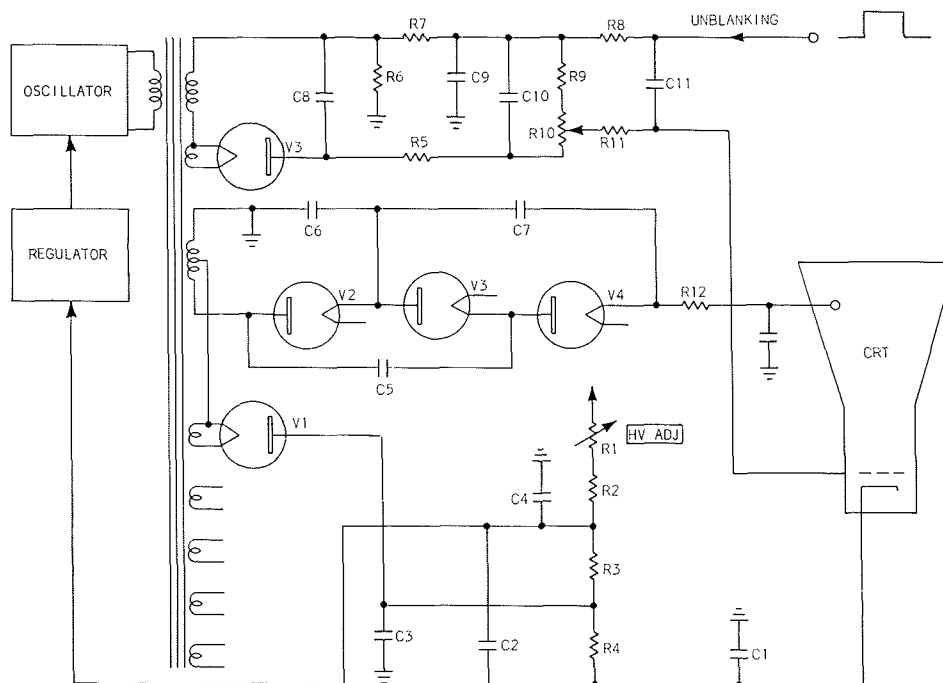 R7
R8
UNBLANKING
OSCILLATOR
R6
C9
C8
C10
R9
C11
R10
R5
R11
V3
C6
C7
REGULATOR
V2
V3
V4
R12
C5
CRT
V1
R1
HV ADJ
C4
R2
R3
C3
C2
R4
C1